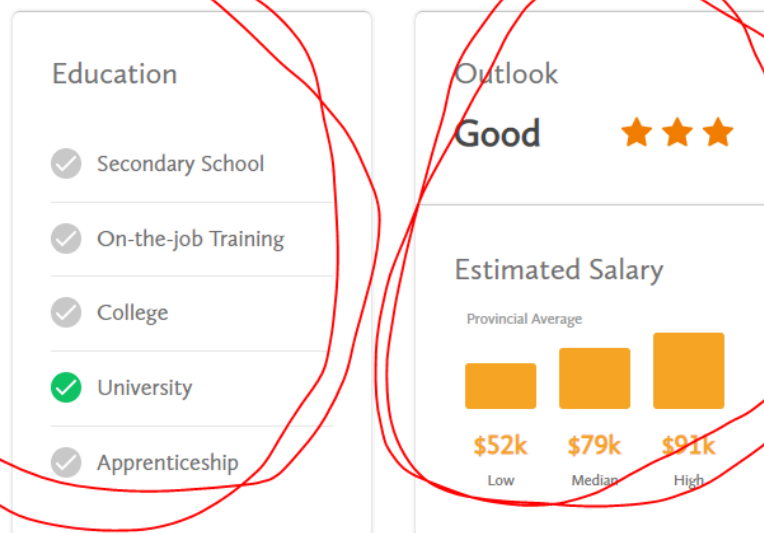 Education
Secondary School
On-the-job Training
College
University
Apprenticeship
Outlook
Good
Estimated Salary
Provincial Average
$52k $79k $91k
Low Median High